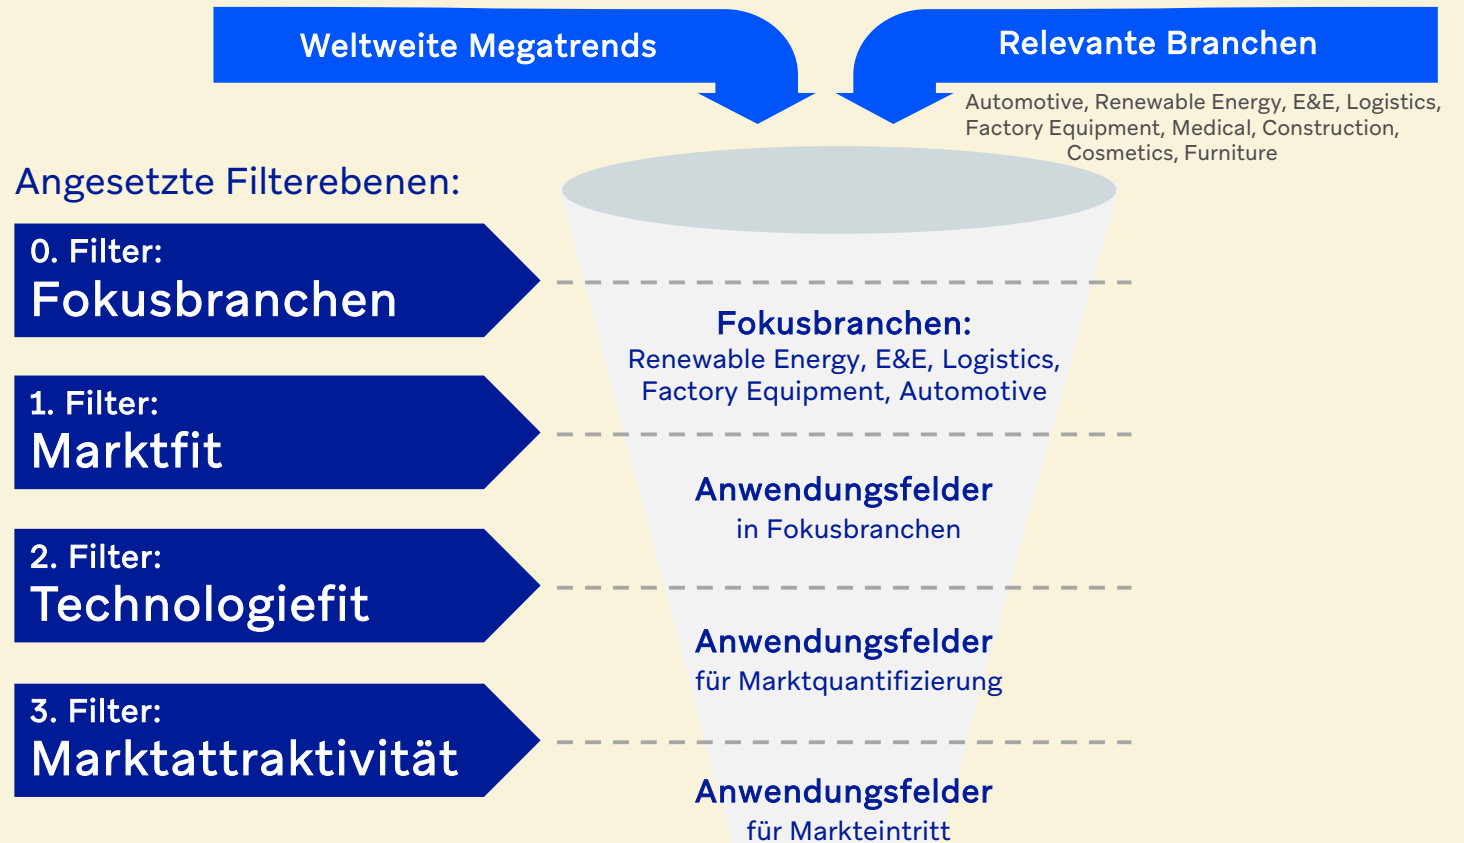 Weltweite Megatrends
Relevante Branchen
Automotive, Renewable Energy, E&E, Logistics,
Factory Equipment, Medical, Construction,
Cosmetics, Furniture
Angesetzte Filterebenen:
0. Filter:
Fokusbranchen
Fokusbranchen:
Renewable Energy, E&E, Logistics,
Factory Equipment, Automotive
1. Filter:
Marktfit
Anwendungsfelder
in Fokusbranchen
2. Filter:
Technologiefit
Anwendungsfelder
für Marktquantifizierung
3. Filter:
Marktattraktivität
Anwendungsfelder
für Markteintritt